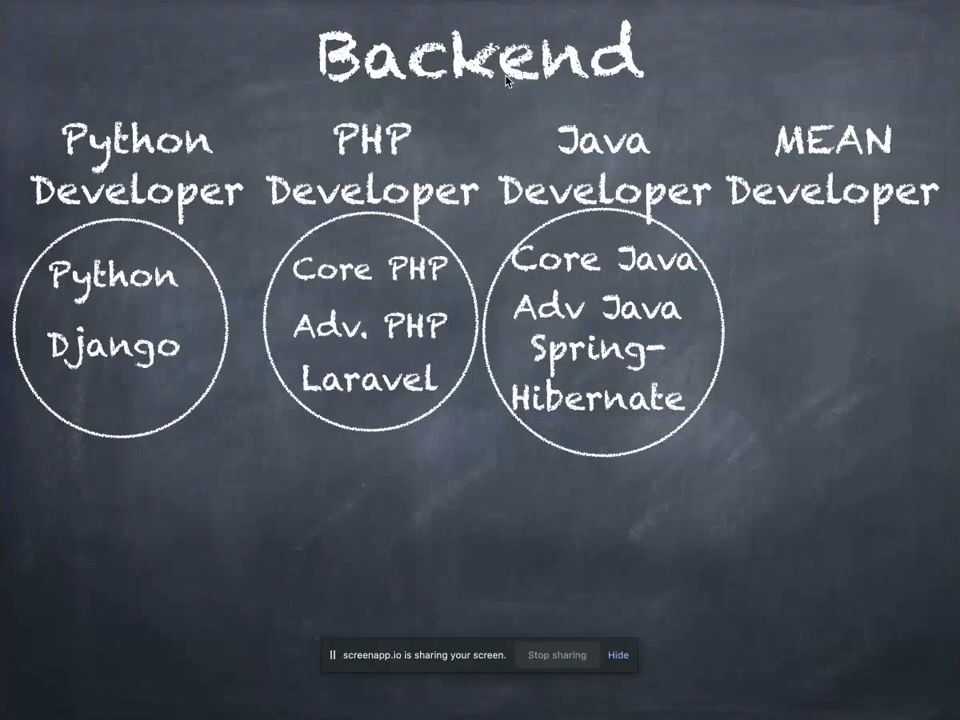 Backend
Python Developer
PHP Developer
Java Developer
MEAN Developer
Python
Django
Core PHP
Adv. PHP
Laravel
Core Java
Adv Java
Spring-
Hibernate
screenapp.io is sharing your screen. Stop sharing Hide